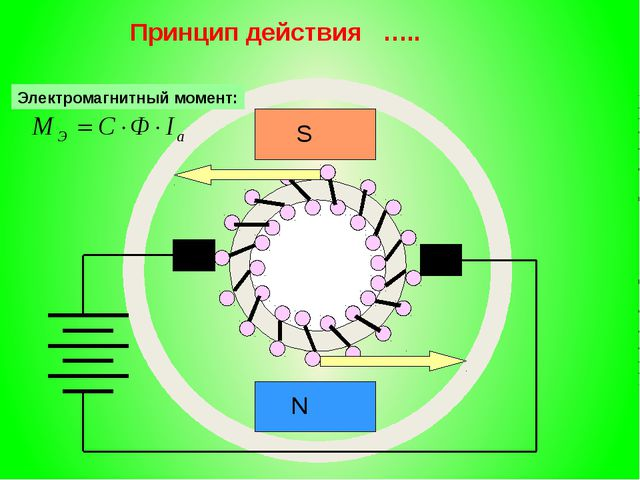 Принцип действия …..
Электромагнитный момент:
M_Э = C · Φ · I_a
S
N